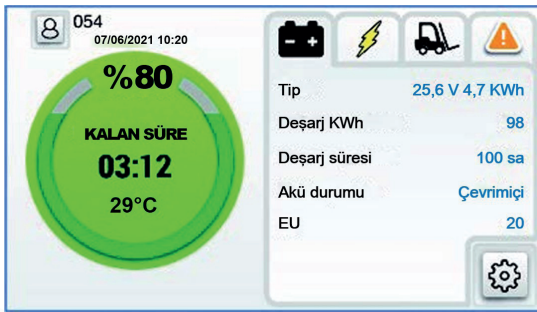 054
07/06/2021 10:20
%80
KALAN SÜRE
03:12
29°C
Tip 25,6 V 4,7 KWh
Deşarj KWh 98
Deşarj süresi 100 sa
Akü durumu Çevrimiçi
EU 20